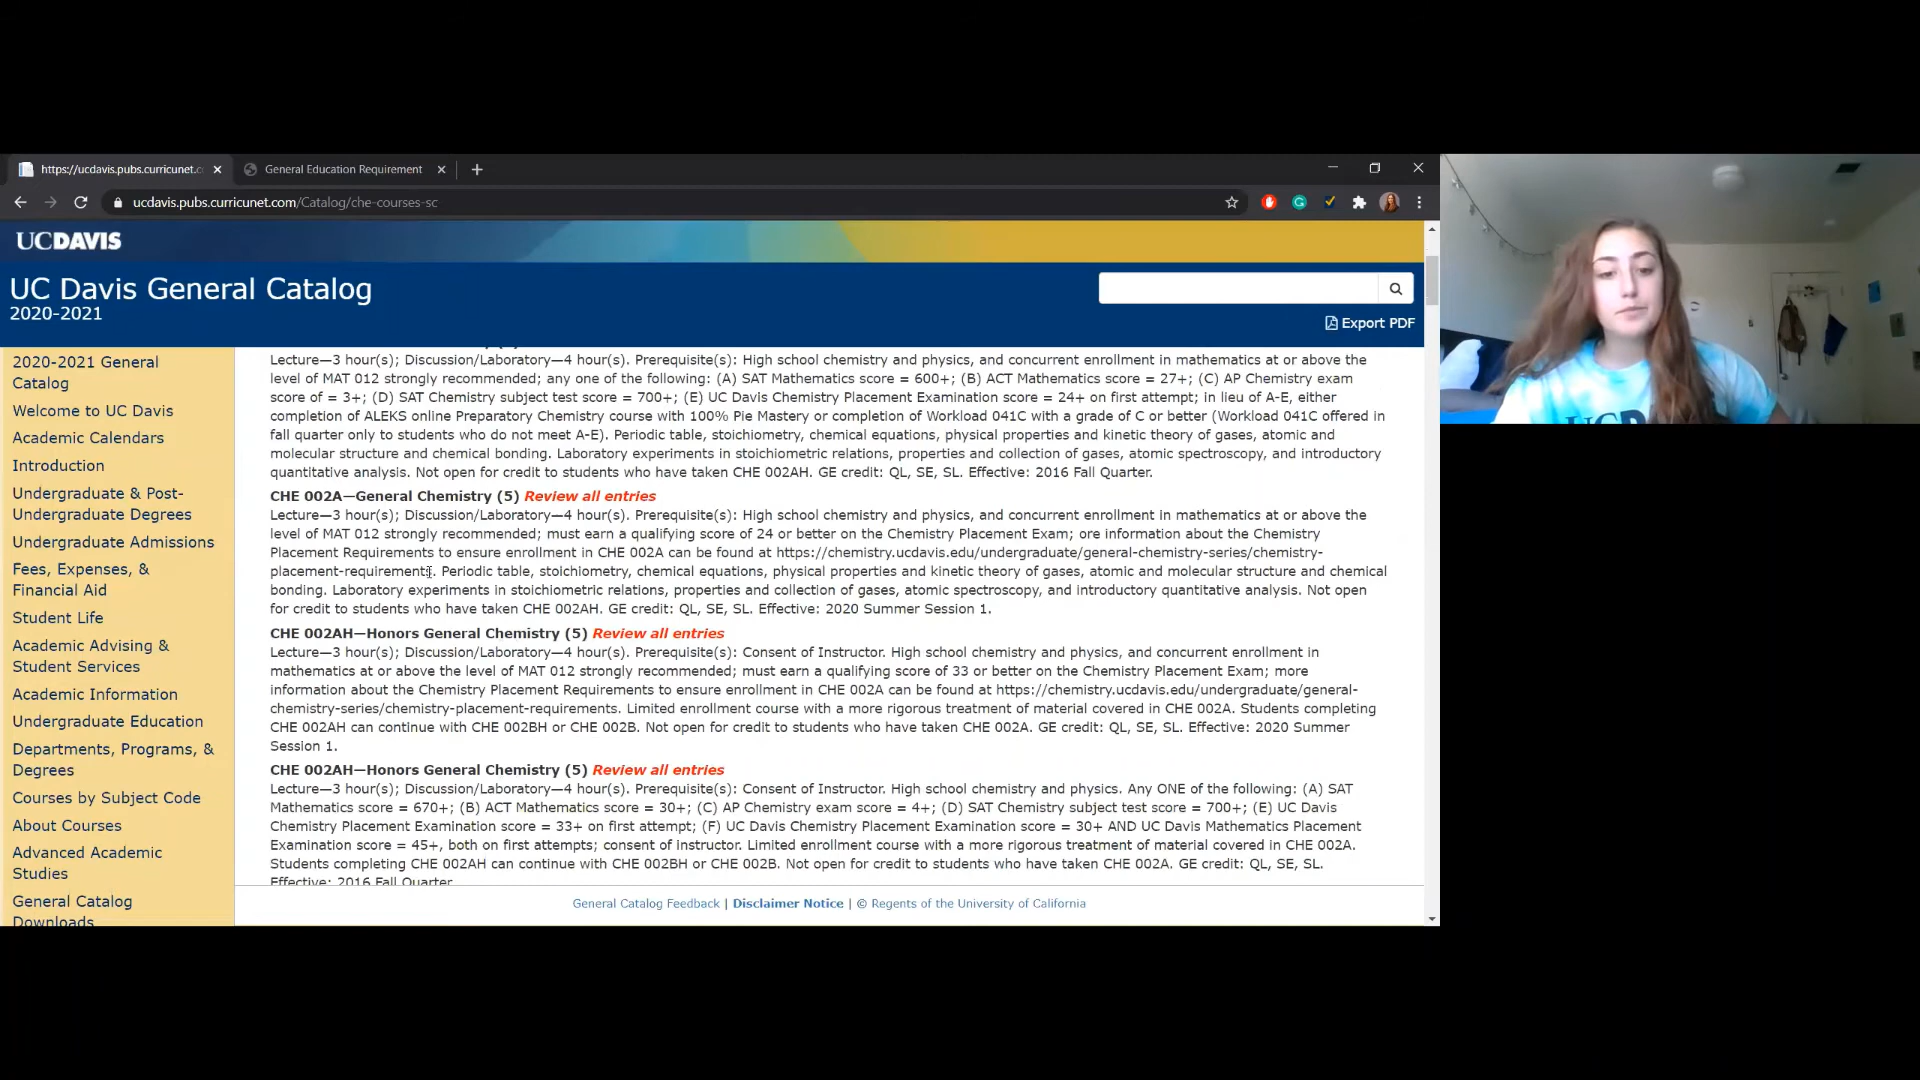 https://ucdavis.pubs.curricunet.c
General Education Requirement
ucdavis.pubs.curricunet.com/Catalog/che-courses-sc
UCDAVIS
UC Davis General Catalog
2020-2021
Export PDF
2020-2021 General
Catalog
Welcome to UC Davis
Academic Calendars
Introduction
Undergraduate & Post-
Undergraduate Degrees
Undergraduate Admissions
Fees, Expenses, &
Financial Aid
Student Life
Academic Advising &
Student Services
Academic Information
Undergraduate Education
Departments, Programs, &
Degrees
Courses by Subject Code
About Courses
Advanced Academic
Studies
General Catalog
Downloads
Lecture—3 hour(s); Discussion/Laboratory—4 hour(s). Prerequisite(s): High school chemistry and physics, and concurrent enrollment in mathematics at or above the
level of MAT 012 strongly recommended; any one of the following: (A) SAT Mathematics score = 600+; (B) ACT Mathematics score = 27+; (C) AP Chemistry exam
score of = 3+; (D) SAT Chemistry subject test score = 700+; (E) UC Davis Chemistry Placement Examination score = 24+ on first attempt; in lieu of A-E, either
completion of ALEKS online Preparatory Chemistry course with 100% Pie Mastery or completion of Workload 041C with a grade of C or better (Workload 041C offered in
fall quarter only to students who do not meet A-E). Periodic table, stoichiometry, chemical equations, physical properties and kinetic theory of gases, atomic and
molecular structure and chemical bonding. Laboratory experiments in stoichiometric relations, properties and collection of gases, atomic spectroscopy, and introductory
quantitative analysis. Not open for credit to students who have taken CHE 002AH. GE credit: QL, SE, SL. Effective: 2016 Fall Quarter.
CHE 002A—General Chemistry (5) Review all entries
Lecture—3 hour(s); Discussion/Laboratory—4 hour(s). Prerequisite(s): High school chemistry and physics, and concurrent enrollment in mathematics at or above the
level of MAT 012 strongly recommended; must earn a qualifying score of 24 or better on the Chemistry Placement Exam; ore information about the Chemistry
Placement Requirements to ensure enrollment in CHE 002A can be found at https://chemistry.ucdavis.edu/undergraduate/general-chemistry-series/chemistry-
placement-requirements. Periodic table, stoichiometry, chemical equations, physical properties and kinetic theory of gases, atomic and molecular structure and chemical
bonding. Laboratory experiments in stoichiometric relations, properties and collection of gases, atomic spectroscopy, and introductory quantitative analysis. Not open
for credit to students who have taken CHE 002AH. GE credit: QL, SE, SL. Effective: 2020 Summer Session 1.
CHE 002AH—Honors General Chemistry (5) Review all entries
Lecture—3 hour(s); Discussion/Laboratory—4 hour(s). Prerequisite(s): Consent of Instructor. High school chemistry and physics, and concurrent enrollment in
mathematics at or above the level of MAT 012 strongly recommended; must earn a qualifying score of 33 or better on the Chemistry Placement Exam; more
information about the Chemistry Placement Requirements to ensure enrollment in CHE 002A can be found at https://chemistry.ucdavis.edu/undergraduate/general-
chemistry-series/chemistry-placement-requirements. Limited enrollment course with a more rigorous treatment of material covered in CHE 002A. Students completing
CHE 002AH can continue with CHE 002BH or CHE 002B. Not open for credit to students who have taken CHE 002A. GE credit: QL, SE, SL. Effective: 2020 Summer
Session 1.
CHE 002AH—Honors General Chemistry (5) Review all entries
Lecture—3 hour(s); Discussion/Laboratory—4 hour(s). Prerequisite(s): Consent of Instructor. High school chemistry and physics. Any ONE of the following: (A) SAT
Mathematics score = 670+; (B) ACT Mathematics score = 30+; (C) AP Chemistry exam score = 4+; (D) SAT Chemistry subject test score = 700+; (E) UC Davis
Chemistry Placement Examination score = 33+ on first attempt; (F) UC Davis Chemistry Placement Examination score = 30+ AND UC Davis Mathematics Placement
Examination score = 45+, both on first attempts; consent of instructor. Limited enrollment course with a more rigorous treatment of material covered in CHE 002A.
Students completing CHE 002AH can continue with CHE 002BH or CHE 002B. Not open for credit to students who have taken CHE 002A. GE credit: QL, SE, SL.
Effective: 2016 Fall Quarter.
General Catalog Feedback | Disclaimer Notice | © Regents of the University of California